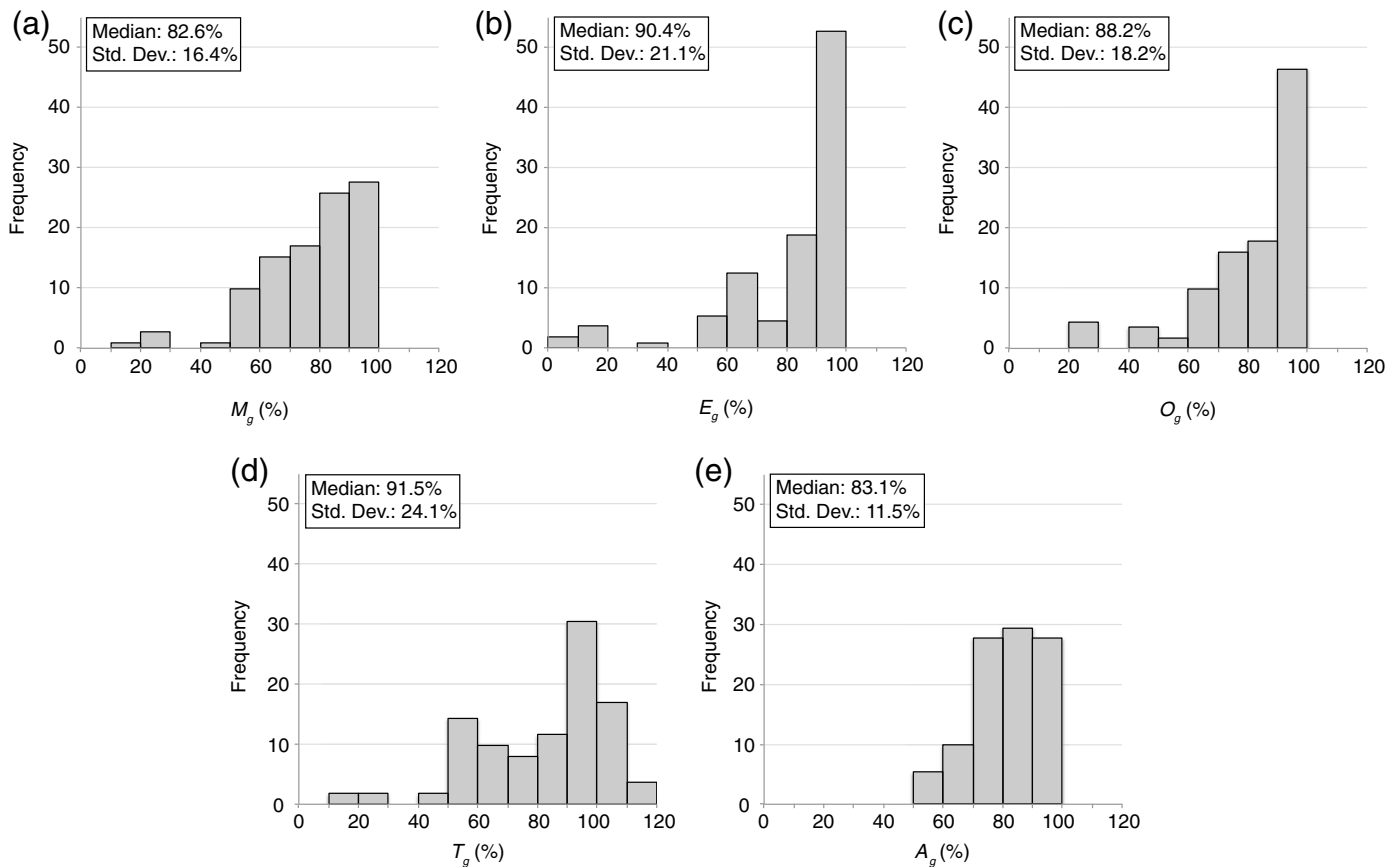 (a)
Median: 82.6%
Std. Dev.: 16.4%
Frequency
50
40
30
20
10
0
0 20 40 60 80 100 120
M_g (%)
(b)
Median: 90.4%
Std. Dev.: 21.1%
Frequency
50
40
30
20
10
0
0 20 40 60 80 100 120
E_g (%)
(c)
Median: 88.2%
Std. Dev.: 18.2%
Frequency
50
40
30
20
10
0
0 20 40 60 80 100 120
O_g (%)
(d)
Median: 91.5%
Std. Dev.: 24.1%
Frequency
50
40
30
20
10
0
0 20 40 60 80 100 120
T_g (%)
(e)
Median: 83.1%
Std. Dev.: 11.5%
Frequency
50
40
30
20
10
0
0 20 40 60 80 100 120
A_g (%)